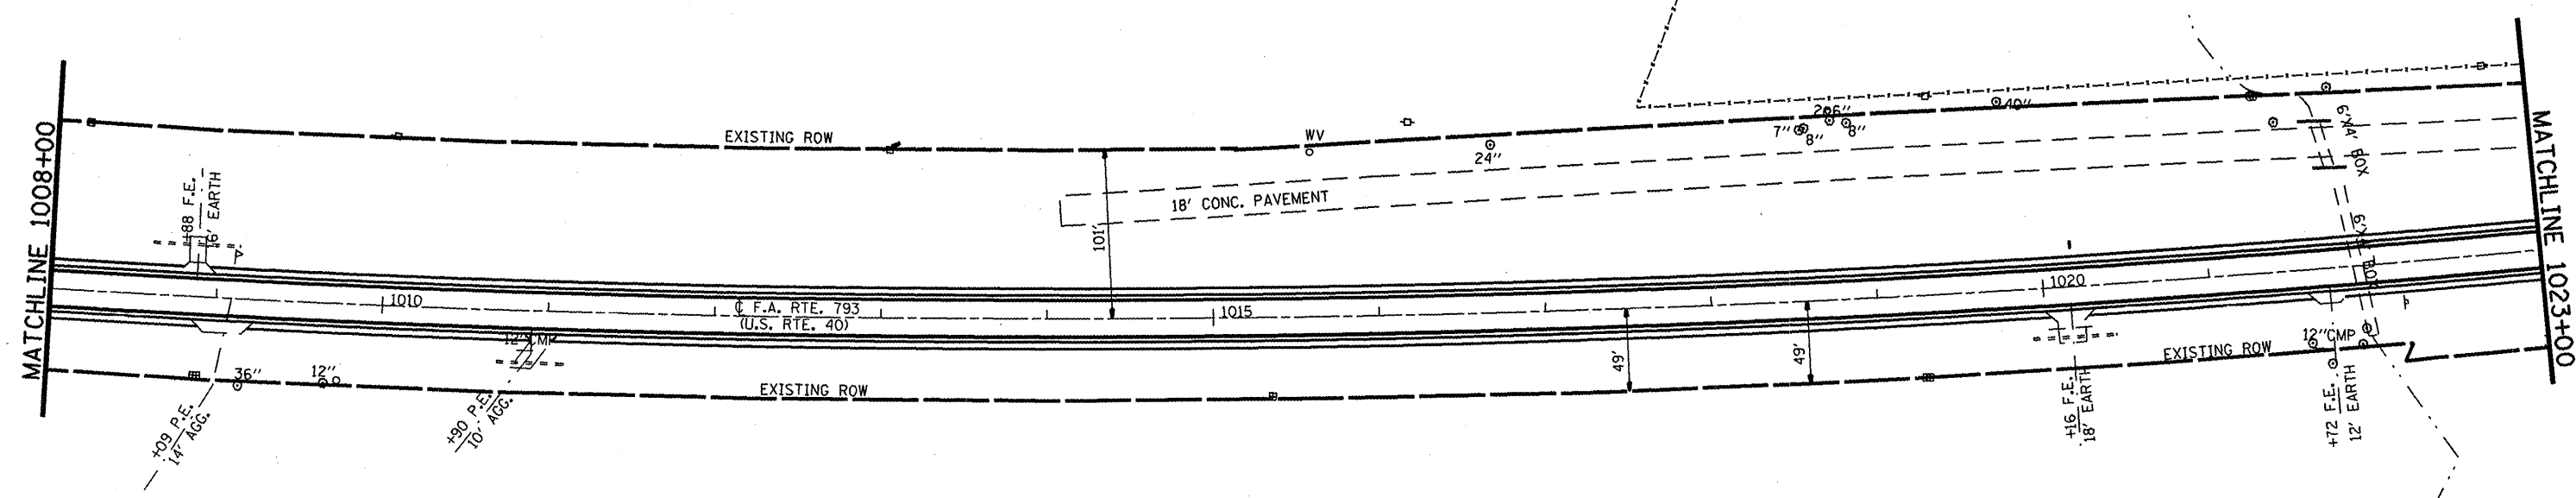 MATCHLINE 1008+00
EXISTING ROW
WV
24"
7"
8"
2@6"
8"
40"
6'X4' BOX
MATCHLINE 1023+00
+88 F.E.
16' EARTH
18' CONC. PAVEMENT
101'
6'X4' BOX
1010
℄ F.A. RTE. 793
(U.S. RTE. 40)
1015
1020
12" CMP
49'
49'
12" CMP
EXISTING ROW
36"
12"
EXISTING ROW
+09 P.E.
14' AGG.
+90 P.E.
10' AGG.
+16 F.E.
18' EARTH
+72 F.E.
12' EARTH